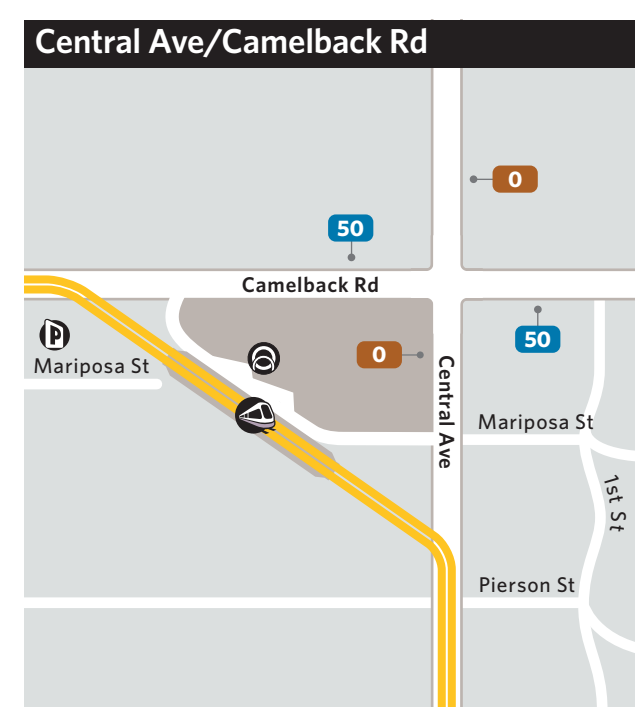 Central Ave/Camelback Rd
0
50
Camelback Rd
P
50
0
Mariposa St
Central Ave
Mariposa St
1st St
Pierson St